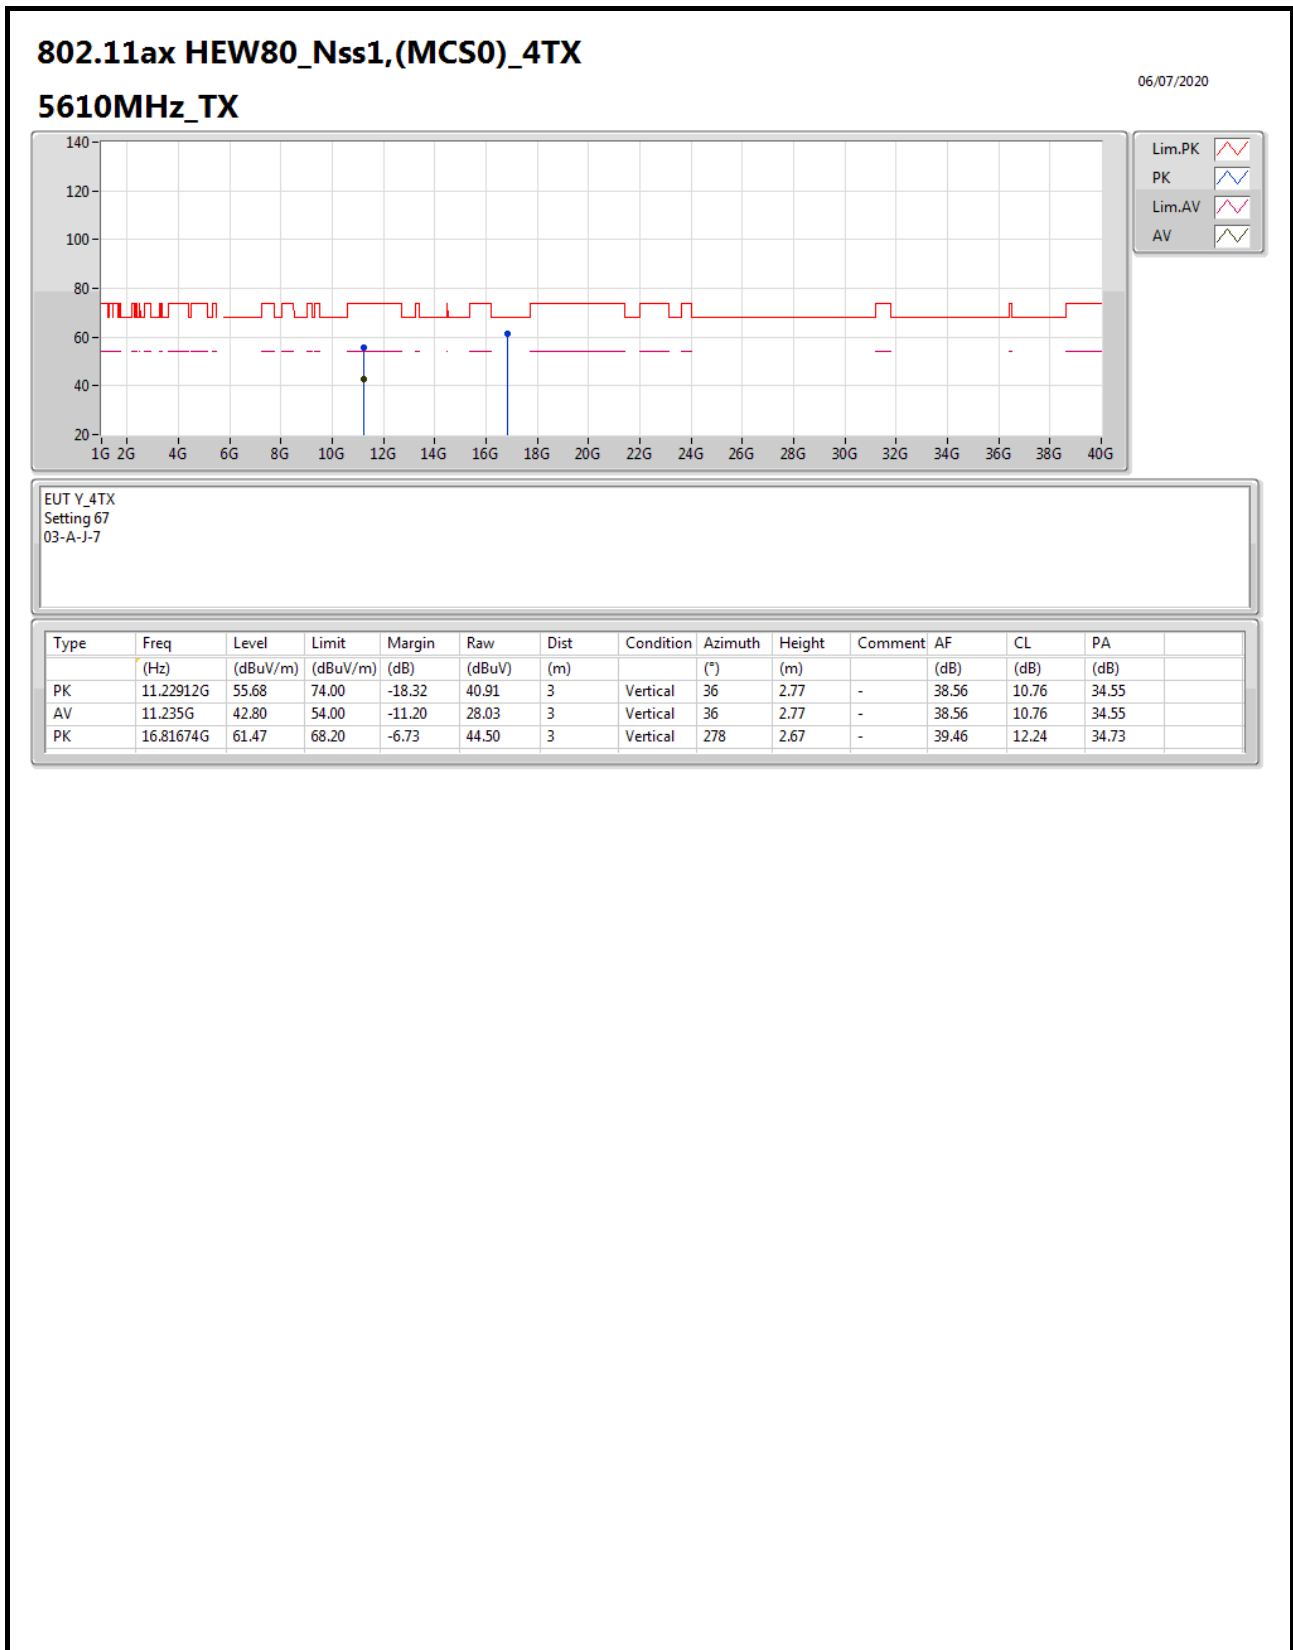 802.11ax HEW80_Nss1,(MCS0)_4TX
06/07/2020
5610MHz_TX
140
120
100
80
60
40
20
1G 2G 4G 6G 8G 10G 12G 14G 16G 18G 20G 22G 24G 26G 28G 30G 32G 34G 36G 38G 40G
Lim.PK
PK
Lim.AV
AV
EUT Y_4TX
Setting 67
03-A-J-7
Type Freq Level Limit Margin Raw Dist Condition Azimuth Height Comment AF CL PA
(Hz) (dBuV/m) (dBuV/m) (dB) (dBuV) (m) (°) (m) (dB) (dB) (dB)
PK 11.22912G 55.68 74.00 -18.32 40.91 3 Vertical 36 2.77 - 38.56 10.76 34.55
AV 11.235G 42.80 54.00 -11.20 28.03 3 Vertical 36 2.77 - 38.56 10.76 34.55
PK 16.81674G 61.47 68.20 -6.73 44.50 3 Vertical 278 2.67 - 39.46 12.24 34.73